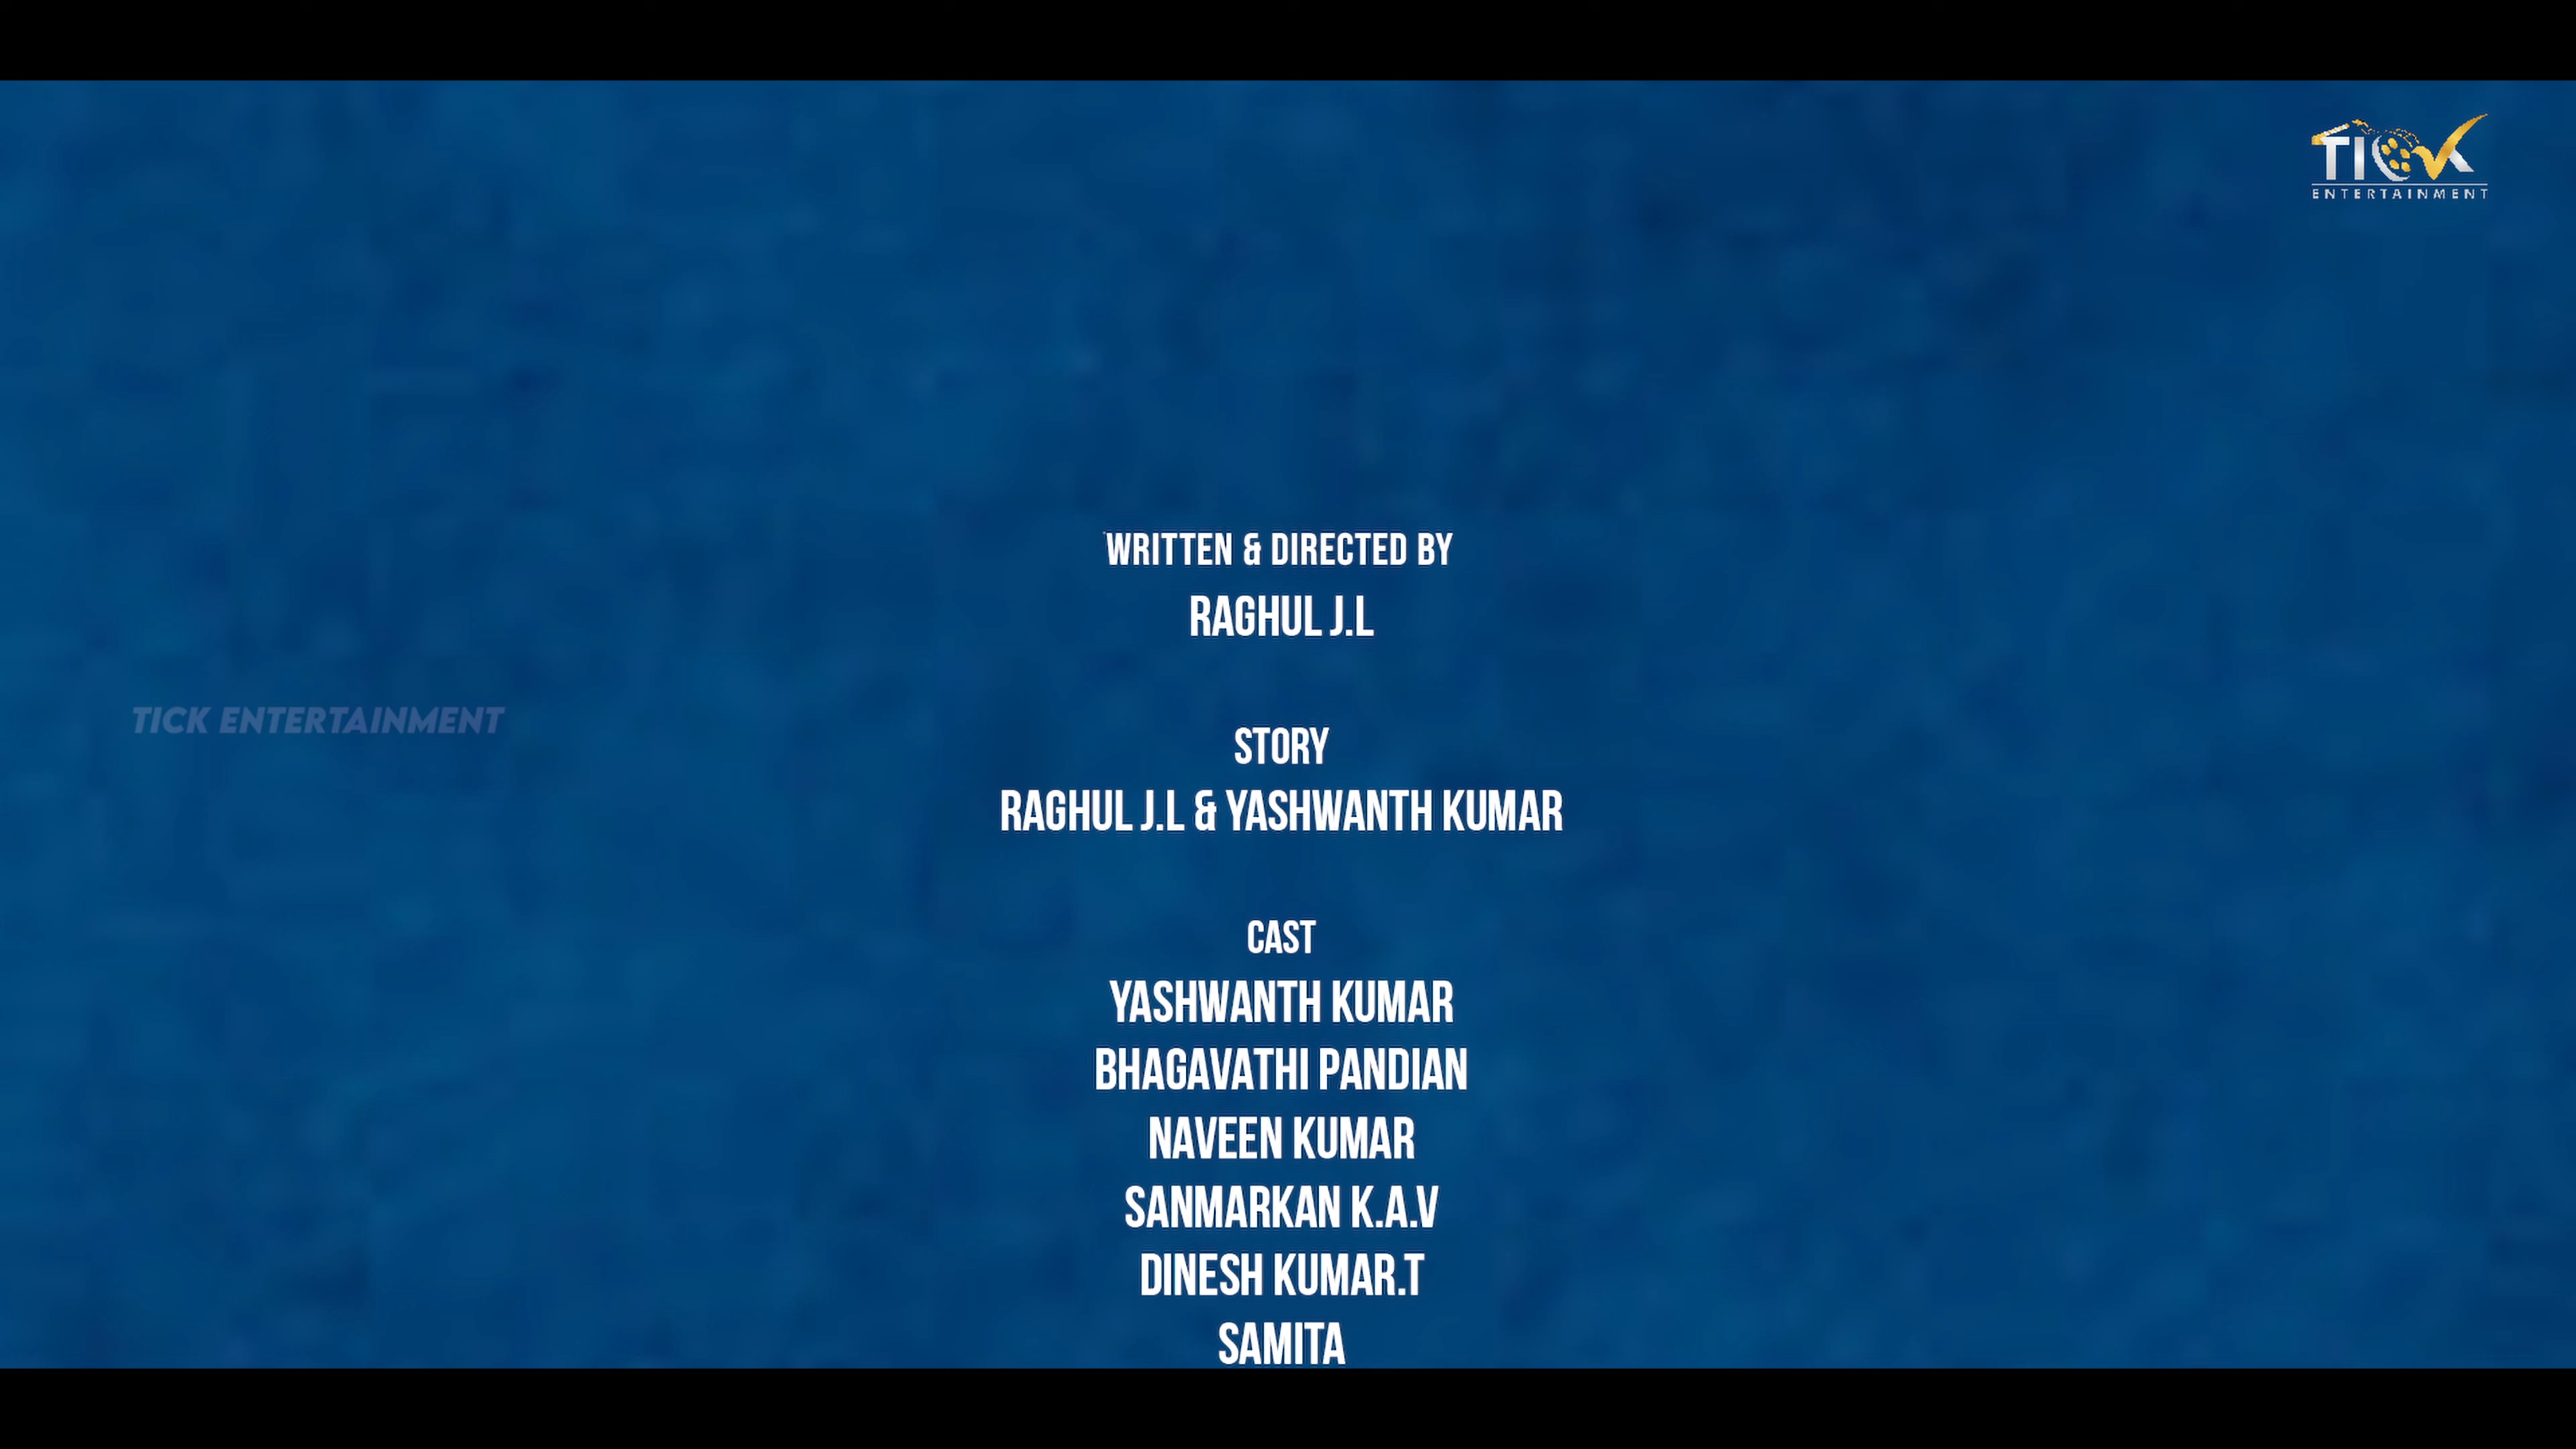 TICK
ENTERTAINMENT
WRITTEN & DIRECTED BY
RAGHUL J.L
TICK ENTERTAINMENT
STORY
RAGHUL J.L & YASHWANTH KUMAR
CAST
YASHWANTH KUMAR
BHAGAVATHI PANDIAN
NAVEEN KUMAR
SANMARKAN K.A.V
DINESH KUMAR.T
SAMITA